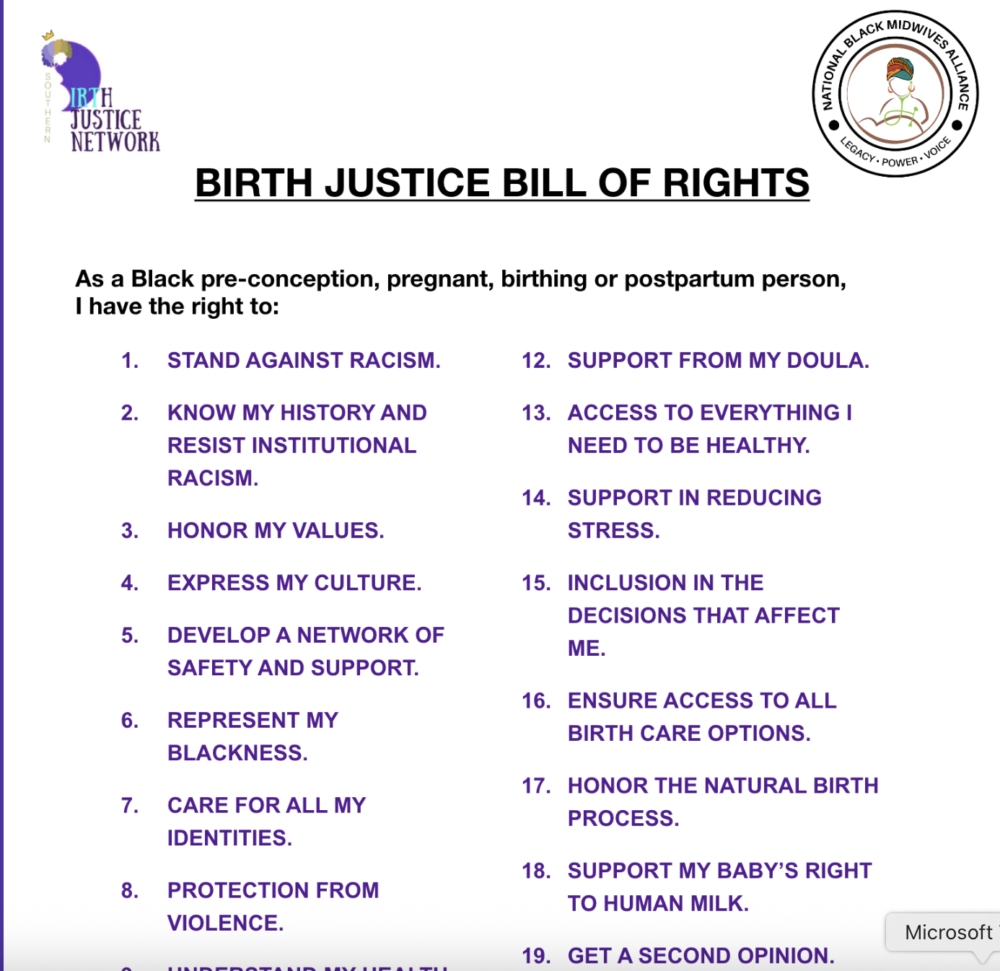 SOUTHERN
IRTH
JUSTICE
NETWORK
NATIONAL BLACK MIDWIVES ALLIANCE
LEGACY • POWER • VOICE
BIRTH JUSTICE BILL OF RIGHTS
As a Black pre-conception, pregnant, birthing or postpartum person,
I have the right to:
1. STAND AGAINST RACISM.
2. KNOW MY HISTORY AND
RESIST INSTITUTIONAL
RACISM.
3. HONOR MY VALUES.
4. EXPRESS MY CULTURE.
5. DEVELOP A NETWORK OF
SAFETY AND SUPPORT.
6. REPRESENT MY
BLACKNESS.
7. CARE FOR ALL MY
IDENTITIES.
8. PROTECTION FROM
VIOLENCE.
9. UNDERSTAND MY HEALTH
12. SUPPORT FROM MY DOULA.
13. ACCESS TO EVERYTHING I
NEED TO BE HEALTHY.
14. SUPPORT IN REDUCING
STRESS.
15. INCLUSION IN THE
DECISIONS THAT AFFECT
ME.
16. ENSURE ACCESS TO ALL
BIRTH CARE OPTIONS.
17. HONOR THE NATURAL BIRTH
PROCESS.
18. SUPPORT MY BABY’S RIGHT
TO HUMAN MILK.
19. GET A SECOND OPINION.
Microsoft